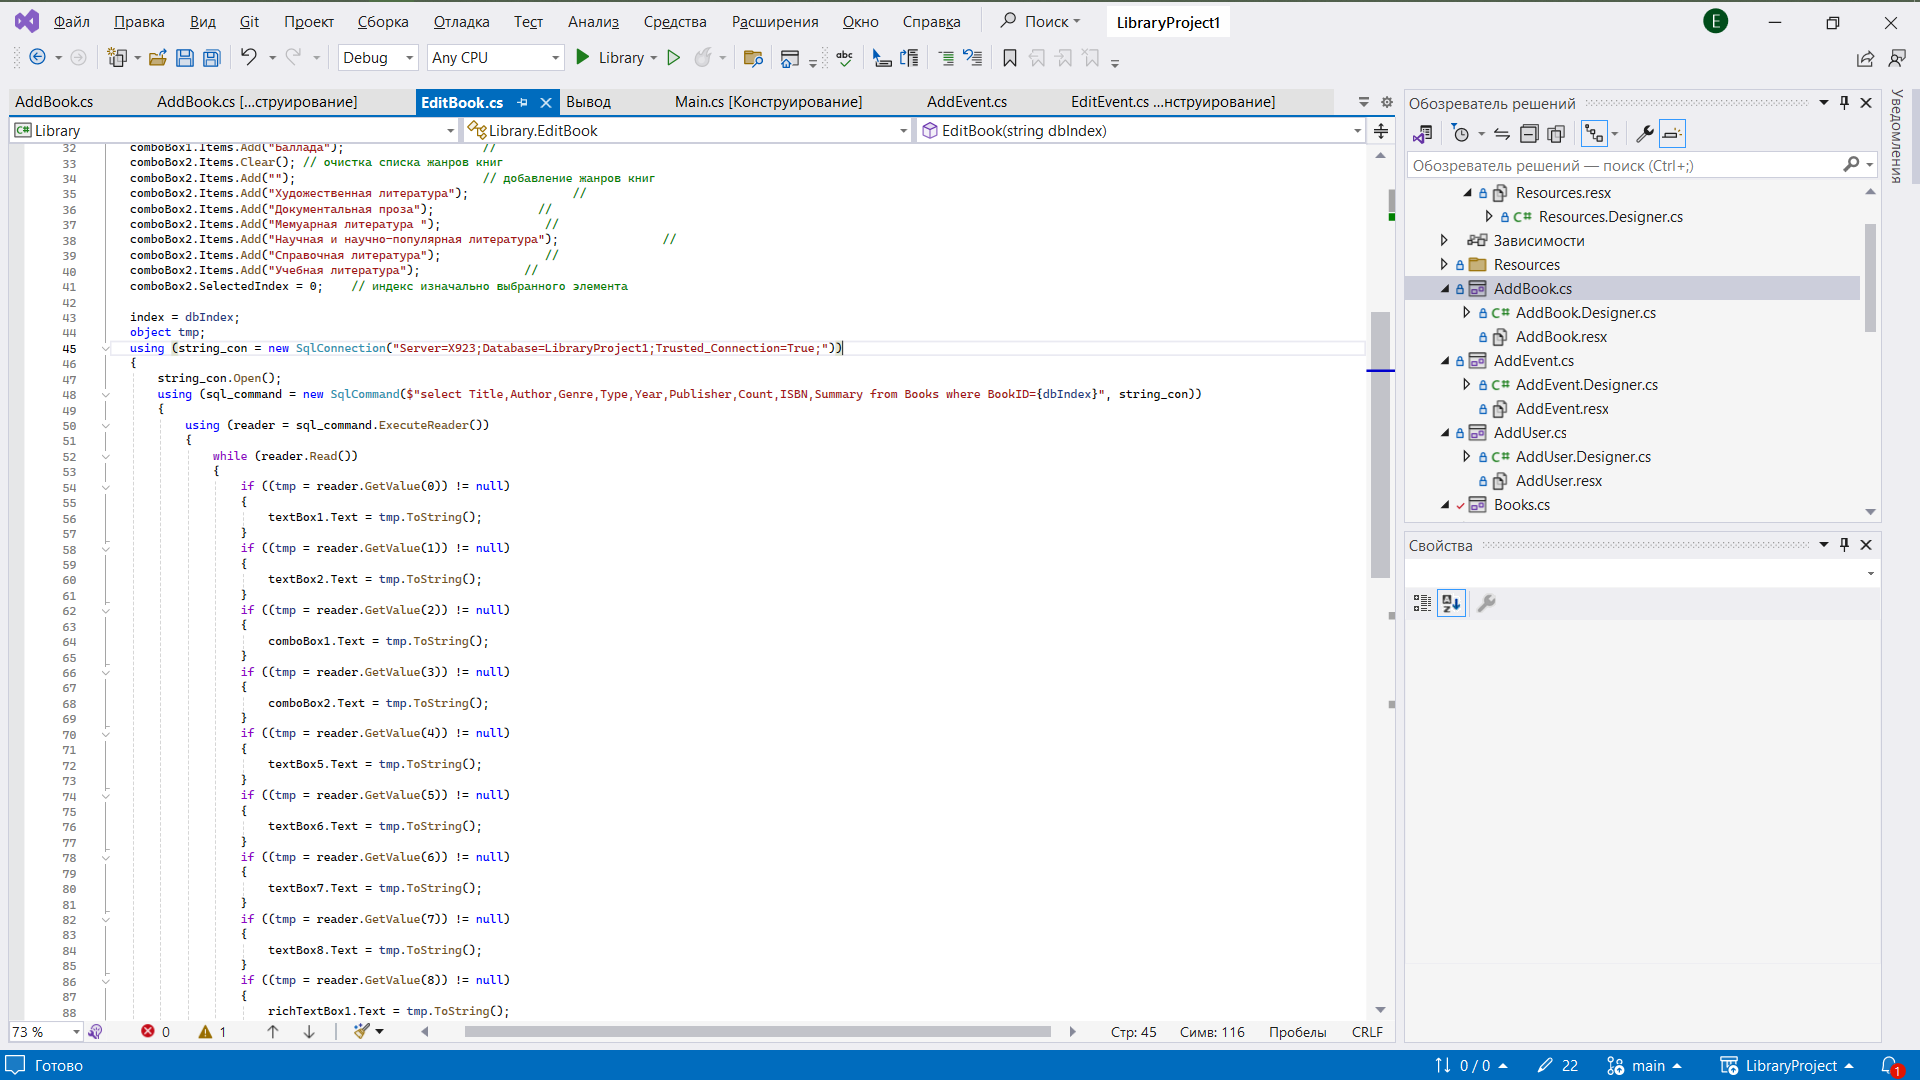 Файл Правка Вид Git Проект Сборка Отладка Тест Анализ Средства Расширения Окно Справка Поиск LibraryProject1 E
Debug Any CPU Library abc
AddBook.cs AddBook.cs [...струирование] EditBook.cs Вывод Main.cs [Конструирование] AddEvent.cs EditEvent.cs ...нструирование]
Library Library.EditBook EditBook(string dbIndex)
32 comboBox1.Items.Add("Баллада"); //
33 comboBox2.Items.Clear(); // очистка списка жанров книг
34 comboBox2.Items.Add(""); // добавление жанров книг
35 comboBox2.Items.Add("Художественная литература"); //
36 comboBox2.Items.Add("Документальная проза"); //
37 comboBox2.Items.Add("Мемуарная литература "); //
38 comboBox2.Items.Add("Научная и научно-популярная литература"); //
39 comboBox2.Items.Add("Справочная литература"); //
40 comboBox2.Items.Add("Учебная литература"); //
41 comboBox2.SelectedIndex = 0; // индекс изначально выбранного элемента
42
43 index = dbIndex;
44 object tmp;
45 using (string_con = new SqlConnection("Server=X923;Database=LibraryProject1;Trusted_Connection=True;"))
46 {
47 string_con.Open();
48 using (sql_command = new SqlCommand($"select Title,Author,Genre,Type,Year,Publisher,Count,ISBN,Summary from Books where BookID={dbIndex}", string_con))
49 {
50 using (reader = sql_command.ExecuteReader())
51 {
52 while (reader.Read())
53 {
54 if ((tmp = reader.GetValue(0)) != null)
55 {
56 textBox1.Text = tmp.ToString();
57 }
58 if ((tmp = reader.GetValue(1)) != null)
59 {
60 textBox2.Text = tmp.ToString();
61 }
62 if ((tmp = reader.GetValue(2)) != null)
63 {
64 comboBox1.Text = tmp.ToString();
65 }
66 if ((tmp = reader.GetValue(3)) != null)
67 {
68 comboBox2.Text = tmp.ToString();
69 }
70 if ((tmp = reader.GetValue(4)) != null)
71 {
72 textBox5.Text = tmp.ToString();
73 }
74 if ((tmp = reader.GetValue(5)) != null)
75 {
76 textBox6.Text = tmp.ToString();
77 }
78 if ((tmp = reader.GetValue(6)) != null)
79 {
80 textBox7.Text = tmp.ToString();
81 }
82 if ((tmp = reader.GetValue(7)) != null)
83 {
84 textBox8.Text = tmp.ToString();
85 }
86 if ((tmp = reader.GetValue(8)) != null)
87 {
88 richTextBox1.Text = tmp.ToString();
73 % 0 1 Стр: 45 Симв: 116 Пробелы CRLF
Обозреватель решений
Обозреватель решений — поиск (Ctrl+;)
Resources.resx
C# Resources.Designer.cs
Зависимости
Resources
AddBook.cs
C# AddBook.Designer.cs
AddBook.resx
AddEvent.cs
C# AddEvent.Designer.cs
AddEvent.resx
AddUser.cs
C# AddUser.Designer.cs
AddUser.resx
Books.cs
Свойства
Уведомления
Готово 0 / 0 22 main LibraryProject 1